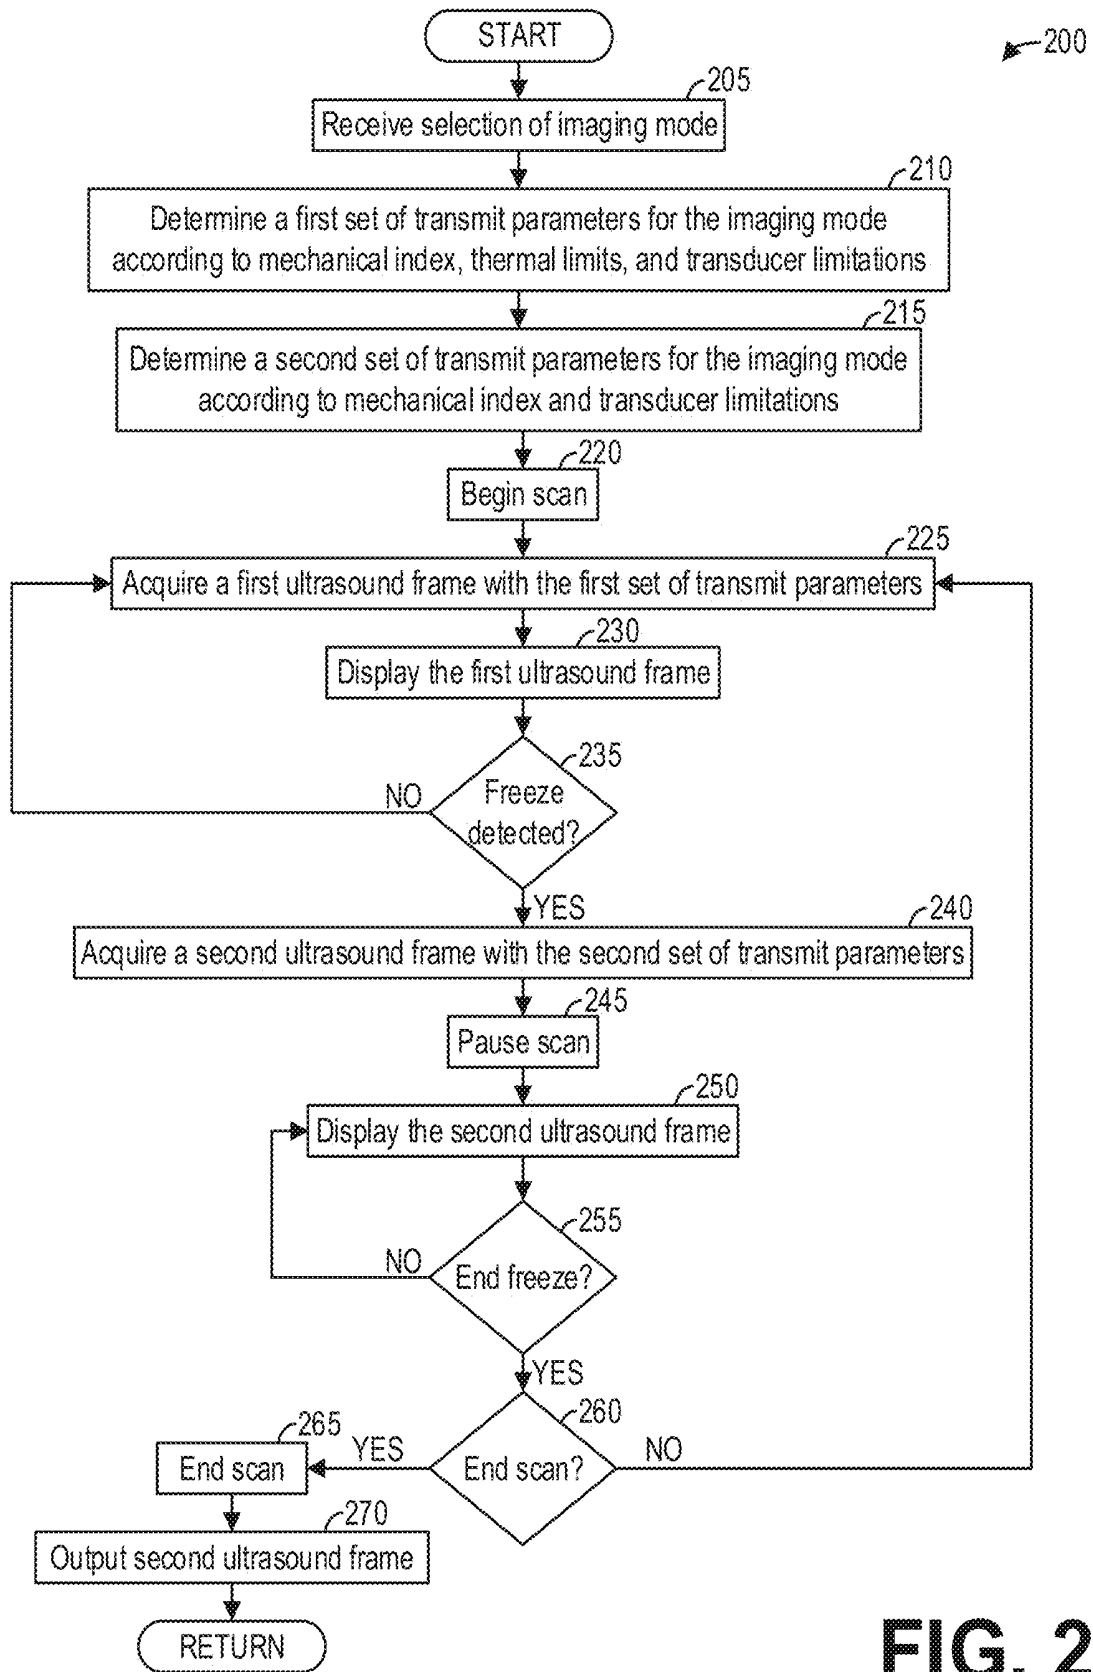 START
200
205
Receive selection of imaging mode
210
Determine a first set of transmit parameters for the imaging mode
according to mechanical index, thermal limits, and transducer limitations
215
Determine a second set of transmit parameters for the imaging mode
according to mechanical index and transducer limitations
220
Begin scan
225
Acquire a first ultrasound frame with the first set of transmit parameters
230
Display the first ultrasound frame
235
Freeze
detected?
NO
YES
240
Acquire a second ultrasound frame with the second set of transmit parameters
245
Pause scan
250
Display the second ultrasound frame
255
End freeze?
NO
YES
260
End scan?
YES
NO
265
End scan
270
Output second ultrasound frame
RETURN
FIG. 2